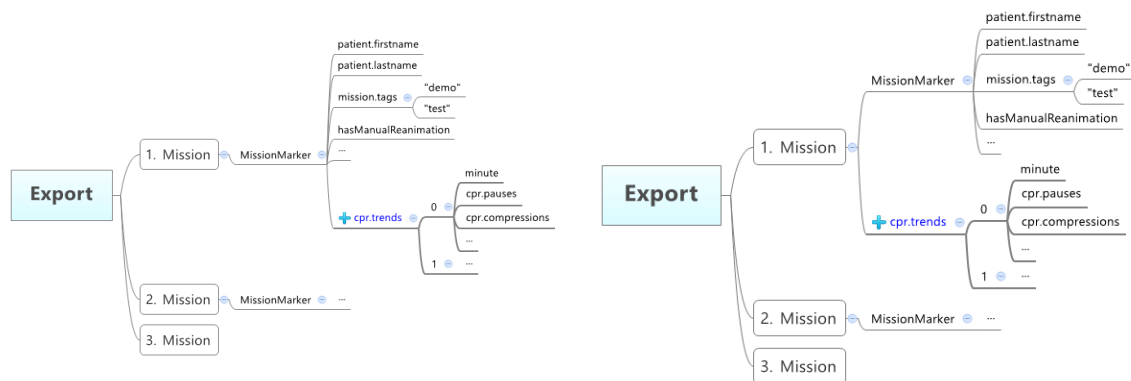 patient.firstname
patient.lastname
mission.tags
"demo"
"test"
hasManualReanimation
...
1. Mission
MissionMarker
Export
cpr.trends
0
minute
cpr.pauses
cpr.compressions
...
1
...
2. Mission
MissionMarker
...
3. Mission
patient.firstname
patient.lastname
MissionMarker
mission.tags
"demo"
"test"
hasManualReanimation
...
1. Mission
Export
cpr.trends
0
minute
cpr.pauses
cpr.compressions
...
1
...
2. Mission
MissionMarker
...
3. Mission